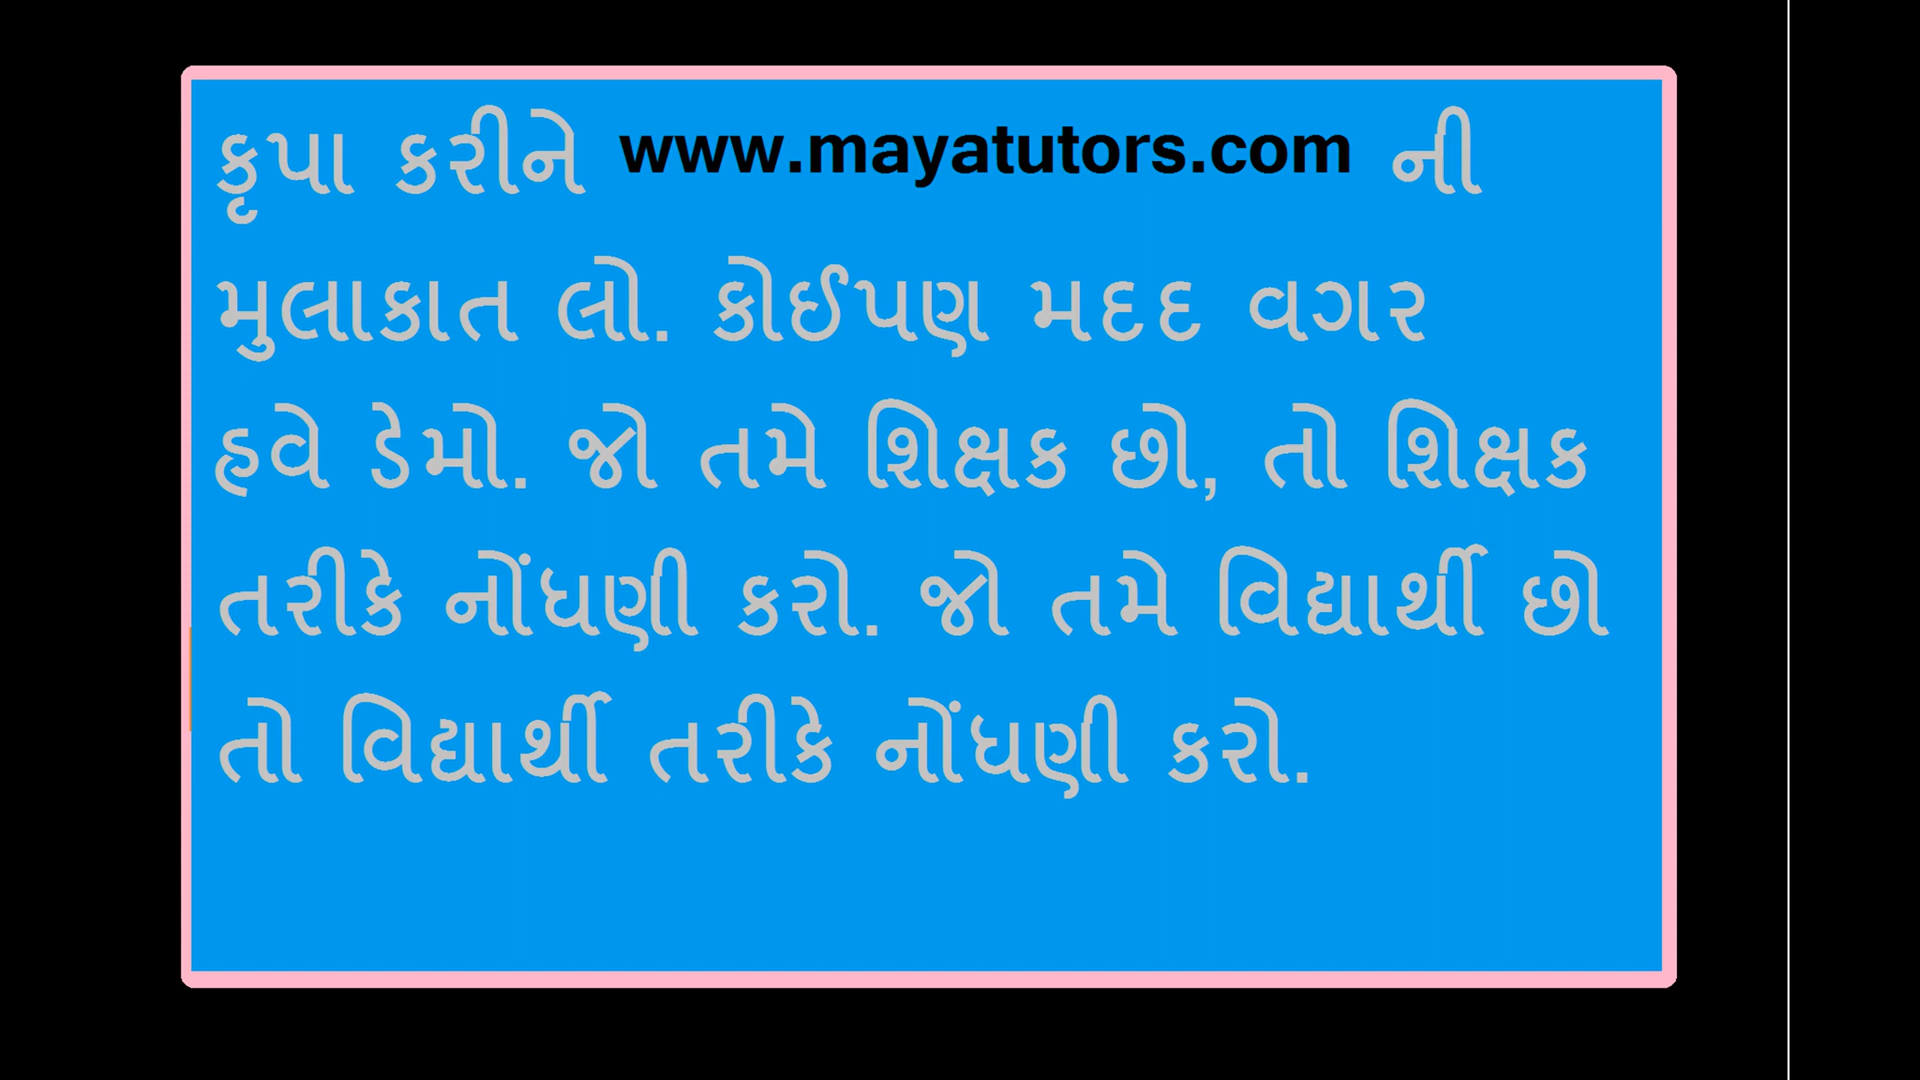 કૃપા કરીને www.mayatutors.com ની
મુલાકાત લો. કોઈપણ મદદ વગર
હવે ડેમો. જો તમે શિક્ષક છો, તો શિક્ષક
તરીકે નોંધણી કરો. જો તમે વિદ્યાર્થી છો
તો વિદ્યાર્થી તરીકે નોંધણી કરો.